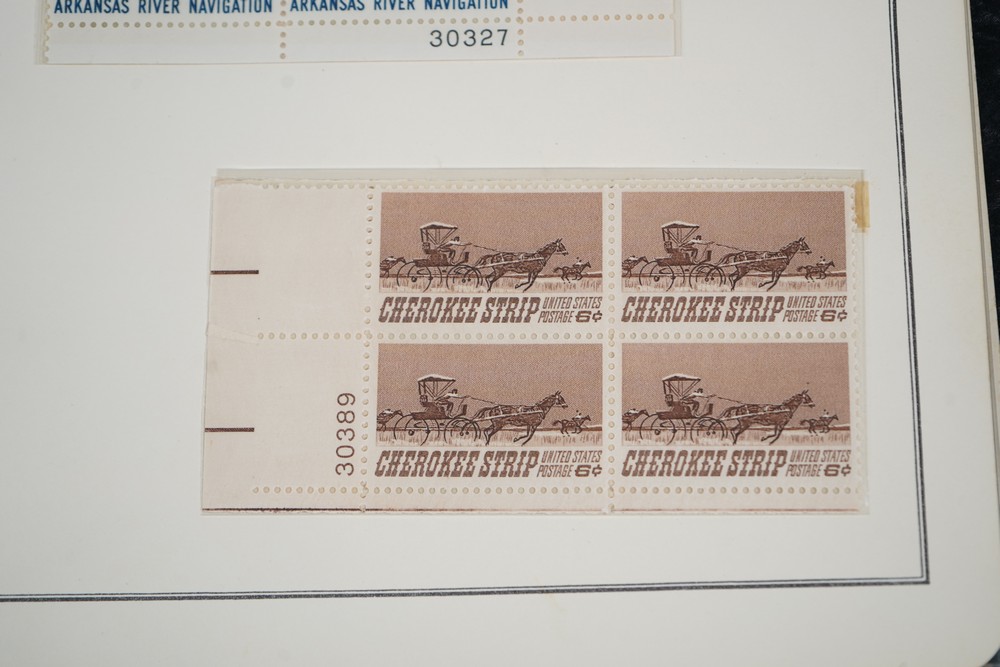 ARKANSAS RIVER NAVIGATION ARKANSAS RIVER NAVIGATION
30327
CHEROKEE STRIP UNITED STATES POSTAGE 6¢
CHEROKEE STRIP UNITED STATES POSTAGE 6¢
30389
CHEROKEE STRIP UNITED STATES POSTAGE 6¢
CHEROKEE STRIP UNITED STATES POSTAGE 6¢